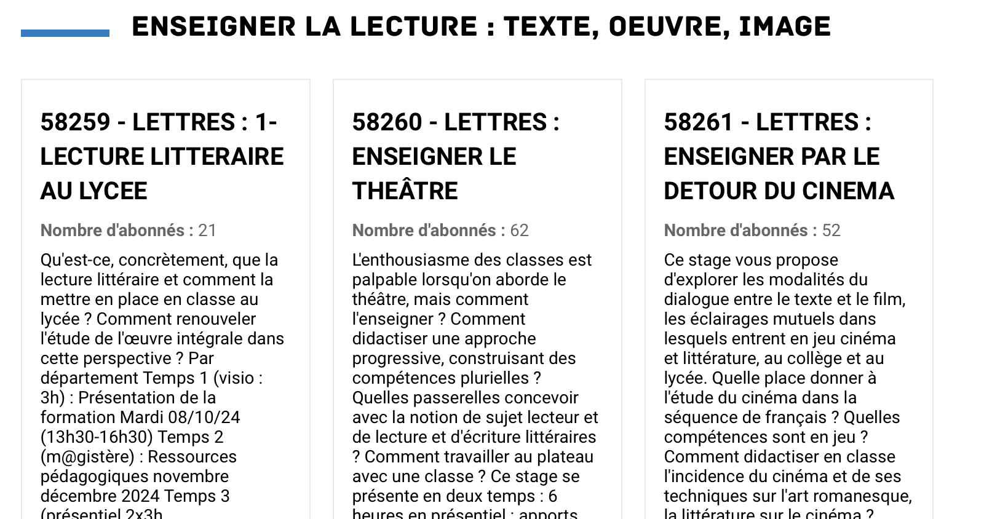 ENSEIGNER LA LECTURE : TEXTE, OEUVRE, IMAGE
58259 - LETTRES : 1-
LECTURE LITTERAIRE
AU LYCEE
Nombre d'abonnés : 21
Qu'est-ce, concrètement, que la
lecture littéraire et comment la
mettre en place en classe au
lycée ? Comment renouveler
l'étude de l'œuvre intégrale dans
cette perspective ? Par
département Temps 1 (visio :
3h) : Présentation de la
formation Mardi 08/10/24
(13h30-16h30) Temps 2
(m@gistère) : Ressources
pédagogiques novembre
décembre 2024 Temps 3
(présentiel 2x3h
58260 - LETTRES :
ENSEIGNER LE
THEÂTRE
Nombre d'abonnés : 62
L'enthousiasme des classes est
palpable lorsqu'on aborde le
théâtre, mais comment
l'enseigner ? Comment
didactiser une approche
progressive, construisant des
compétences plurielles ?
Quelles passerelles concevoir
avec la notion de sujet lecteur et
de lecture et d'écriture littéraires
? Comment travailler au plateau
avec une classe ? Ce stage se
présente en deux temps : 6
heures en présentiel : apports
58261 - LETTRES :
ENSEIGNER PAR LE
DETOUR DU CINEMA
Nombre d'abonnés : 52
Ce stage vous propose
d'explorer les modalités du
dialogue entre le texte et le film,
les éclairages mutuels dans
lesquels entrent en jeu cinéma
et littérature, au collège et au
lycée. Quelle place donner à
l'étude du cinéma dans la
séquence de français ? Quelles
compétences sont en jeu ?
Comment didactiser en classe
l'incidence du cinéma et de ses
techniques sur l'art romanesque,
la littérature sur le cinéma ?